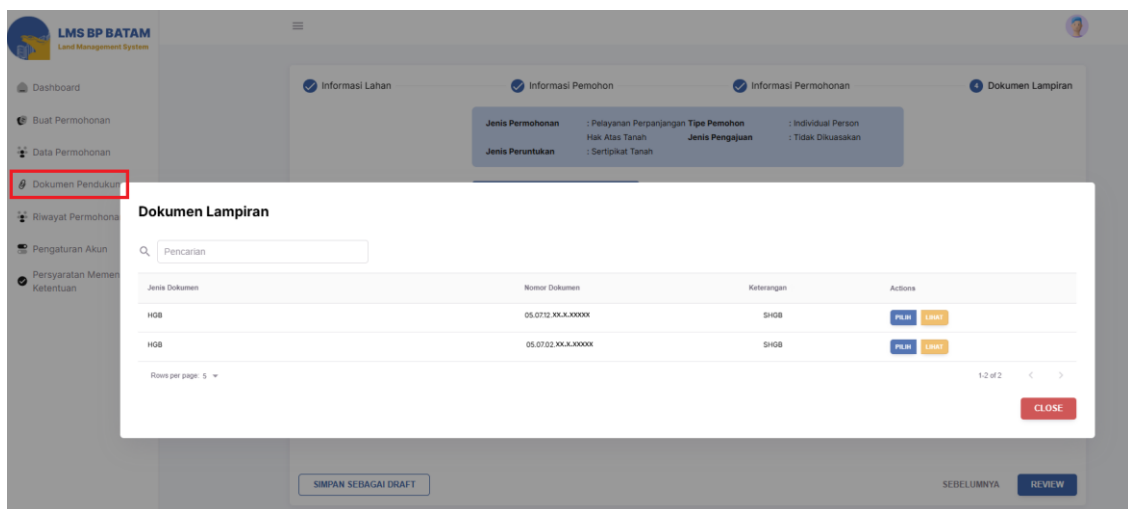 LMS BP BATAM
Land Management System
Dashboard
Buat Permohonan
Data Permohonan
Dokumen Pendukun
Riwayat Permohona
Pengaturan Akun
Persyaratan Memen
Ketentuan
Informasi Lahan
Informasi Pemohon
Informasi Permohonan
4 Dokumen Lampiran
Jenis Permohonan : Pelayanan Perpanjangan Tipe Pemohon : Individual Person
Hak Atas Tanah Jenis Pengajuan : Tidak Dikuasakan
Jenis Peruntukan : Sertipikat Tanah
Dokumen Lampiran
Pencarian
Jenis Dokumen Nomor Dokumen Keterangan Actions
HGB 05.07.12.XX.X.XXXXX SHGB PILIH LIHAT
HGB 05.07.02.XX.X.XXXXX SHGB PILIH LIHAT
Rows per page: 5 1-2 of 2
CLOSE
SIMPAN SEBAGAI DRAFT SEBELUMNYA REVIEW